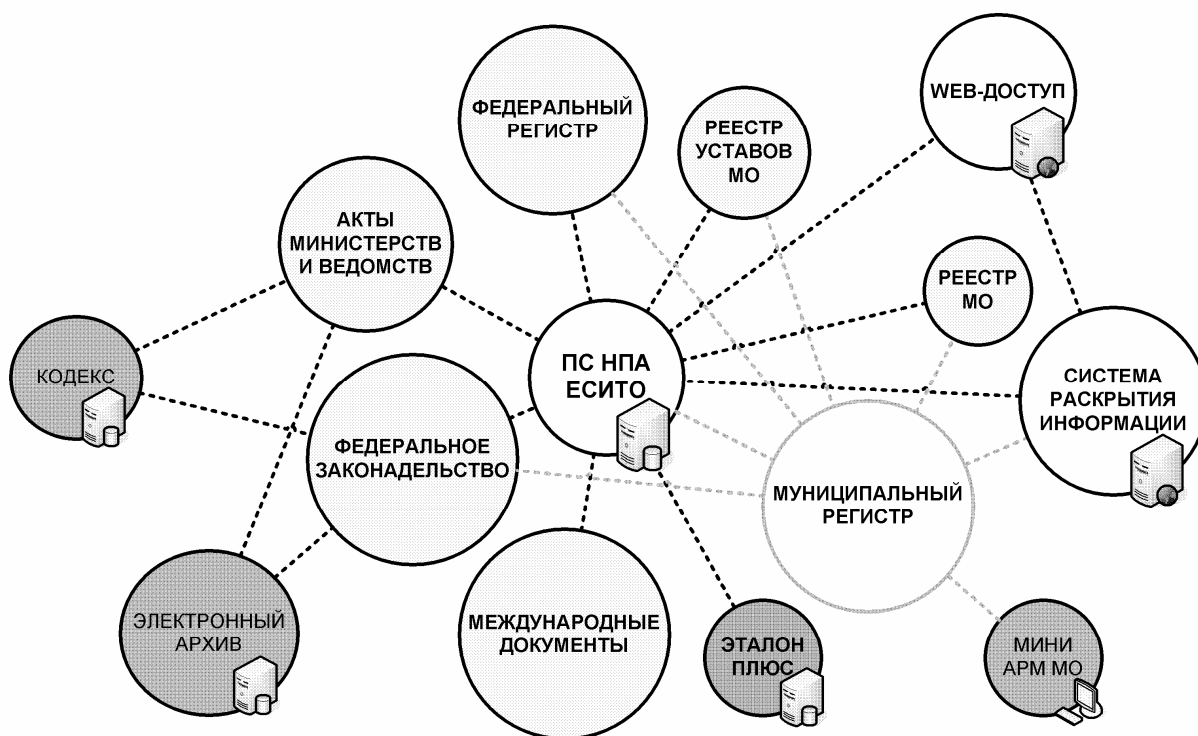 ФЕДЕРАЛЬНЫЙ
РЕГИСТР
РЕЕСТР
УСТАВОВ
МО
WEB-ДОСТУП
АКТЫ
МИНИСТЕРСТВ
И ВЕДОМСТВ
РЕЕСТР
МО
КОДЕКС
ПС НПА
ЕСИТО
СИСТЕМА
РАСКРЫТИЯ
ИНФОРМАЦИИ
ФЕДЕРАЛЬНОЕ
ЗАКОНАДЕЛЬСТВО
МУНИЦИПАЛЬНЫЙ
РЕГИСТР
ЭЛЕКТРОННЫЙ
АРХИВ
МЕЖДУНАРОДНЫЕ
ДОКУМЕНТЫ
ЭТАЛОН
ПЛЮС
МИНИ
АРМ МО